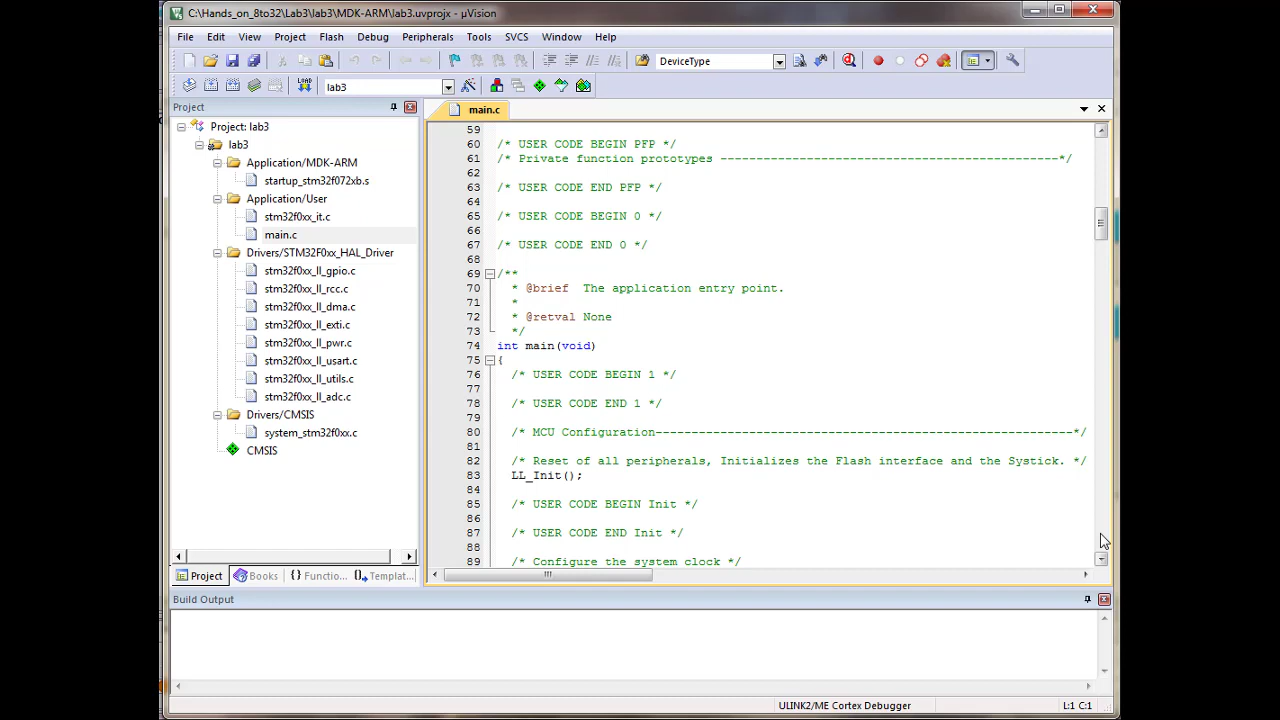 C:\Hands_on_8to32\Lab3\lab3\MDK-ARM\lab3.uvprojx - µVision
File Edit View Project Flash Debug Peripherals Tools SVCS Window Help
DeviceType
LOAD lab3
Project
main.c
Project: lab3
lab3
Application/MDK-ARM
startup_stm32f072xb.s
Application/User
stm32f0xx_it.c
main.c
Drivers/STM32F0xx_HAL_Driver
stm32f0xx_ll_gpio.c
stm32f0xx_ll_rcc.c
stm32f0xx_ll_dma.c
stm32f0xx_ll_exti.c
stm32f0xx_ll_pwr.c
stm32f0xx_ll_usart.c
stm32f0xx_ll_utils.c
stm32f0xx_ll_adc.c
Drivers/CMSIS
system_stm32f0xx.c
CMSIS
59
60 /* USER CODE BEGIN PFP */
61 /* Private function prototypes -----------------------------------------------*/
62
63 /* USER CODE END PFP */
64
65 /* USER CODE BEGIN 0 */
66
67 /* USER CODE END 0 */
68
69 /**
70 * @brief  The application entry point.
71 *
72 * @retval None
73 */
74 int main(void)
75 {
76 /* USER CODE BEGIN 1 */
77
78 /* USER CODE END 1 */
79
80 /* MCU Configuration----------------------------------------------------------*/
81
82 /* Reset of all peripherals, Initializes the Flash interface and the Systick. */
83 LL_Init();
84
85 /* USER CODE BEGIN Init */
86
87 /* USER CODE END Init */
88
89 /* Configure the system clock */
Project Books {} Functio... Templat...
Build Output
ULINK2/ME Cortex Debugger L:1 C:1